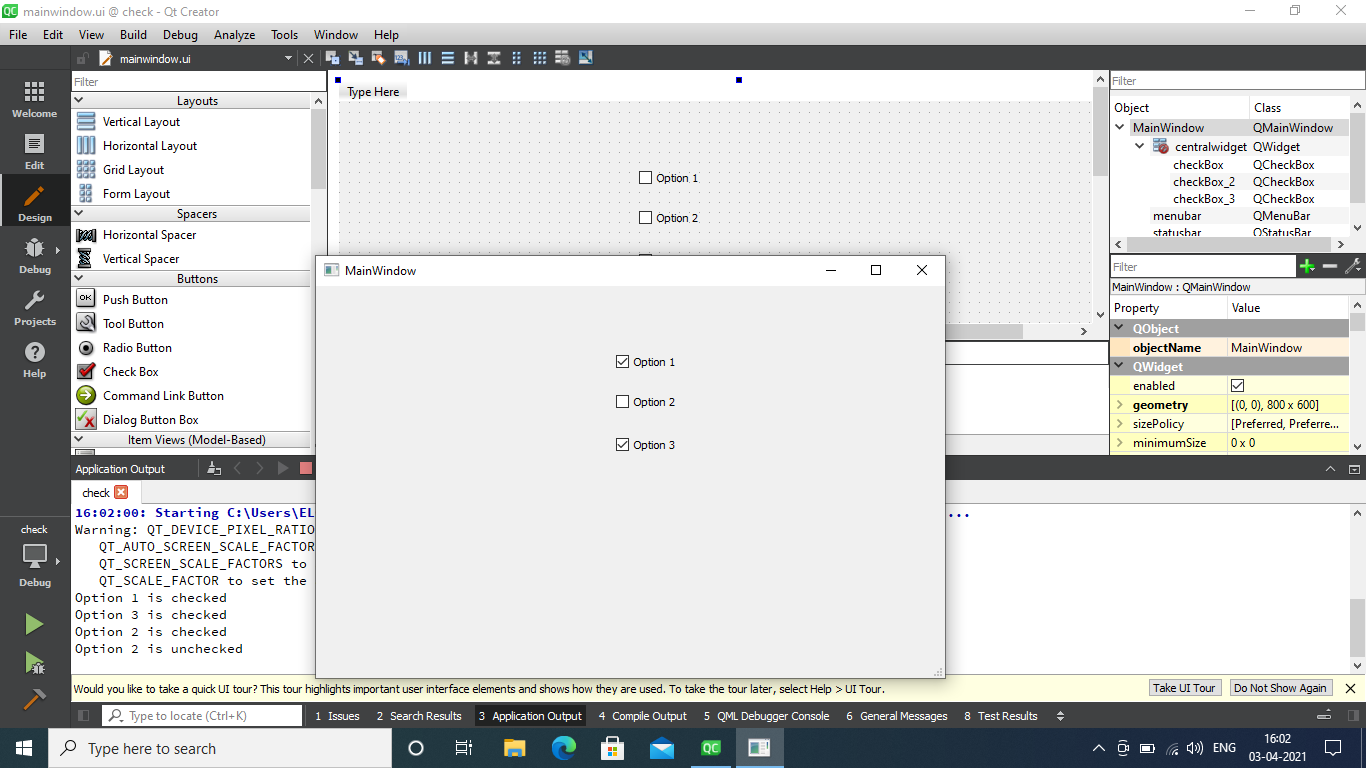 QC mainwindow.ui @ check - Qt Creator
File Edit View Build Debug Analyze Tools Window Help
mainwindow.ui
Welcome
Edit
Design
Debug
Projects
Help
check
Debug
Filter
Layouts
Vertical Layout
Horizontal Layout
Grid Layout
Form Layout
Spacers
Horizontal Spacer
Vertical Spacer
Buttons
OK Push Button
Tool Button
Radio Button
Check Box
Command Link Button
Dialog Button Box
Item Views (Model-Based)
Type Here
Option 1
Option 2
Filter
Object Class
MainWindow QMainWindow
centralwidget QWidget
checkBox QCheckBox
checkBox_2 QCheckBox
checkBox_3 QCheckBox
menubar QMenuBar
statusbar QStatusBar
Filter
MainWindow : QMainWindow
Property Value
QObject
objectName MainWindow
QWidget
enabled
geometry [(0, 0), 800 x 600]
sizePolicy [Preferred, Preferre...
minimumSize 0 x 0
MainWindow
Option 1
Option 2
Option 3
Application Output
check
16:02:00: Starting C:\Users\EL ...
Warning: QT_DEVICE_PIXEL_RATIO
QT_AUTO_SCREEN_SCALE_FACTOR
QT_SCREEN_SCALE_FACTORS to
QT_SCALE_FACTOR to set the
Option 1 is checked
Option 3 is checked
Option 2 is checked
Option 2 is unchecked
Would you like to take a quick UI tour? This tour highlights important user interface elements and shows how they are used. To take the tour later, select Help > UI Tour. Take UI Tour Do Not Show Again
Type to locate (Ctrl+K) 1 Issues 2 Search Results 3 Application Output 4 Compile Output 5 QML Debugger Console 6 General Messages 8 Test Results
Type here to search QC ENG 16:02
03-04-2021